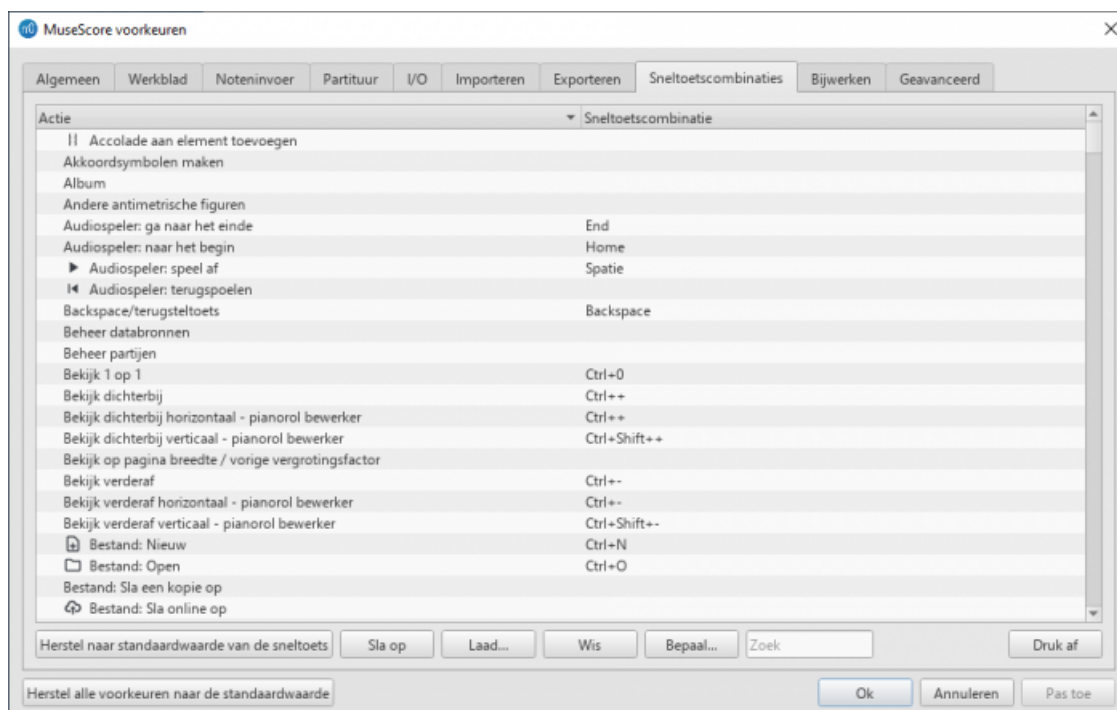 MuseScore voorkeuren
Algemeen Werkblad Noteninvoer Partituur I/O Importeren Exporteren Sneltoetscombinaties Bijwerken Geavanceerd
Actie Sneltoetscombinatie
Accolade aan element toevoegen
Akkoordsymbolen maken
Album
Andere antimetrische figuren
Audiospeler: ga naar het einde End
Audiospeler: naar het begin Home
Audiospeler: speel af Spatie
Audiospeler: terugspoelen
Backspace/terugsteltoets Backspace
Beheer databronnen
Beheer partijen
Bekijk 1 op 1 Ctrl+0
Bekijk dichterbij Ctrl++
Bekijk dichterbij horizontaal - pianorol bewerker Ctrl++
Bekijk dichterbij verticaal - pianorol bewerker Ctrl+Shift++
Bekijk op pagina breedte / vorige vergrotingsfactor
Bekijk verderaf Ctrl+-
Bekijk verderaf horizontaal - pianorol bewerker Ctrl+-
Bekijk verderaf verticaal - pianorol bewerker Ctrl+Shift+-
Bestand: Nieuw Ctrl+N
Bestand: Open Ctrl+O
Bestand: Sla een kopie op
Bestand: Sla online op
Herstel naar standaardwaarde van de sneltoets Sla op Laad... Wis Bepaal... Zoek Druk af
Herstel alle voorkeuren naar de standaardwaarde Ok Annuleren Pas toe